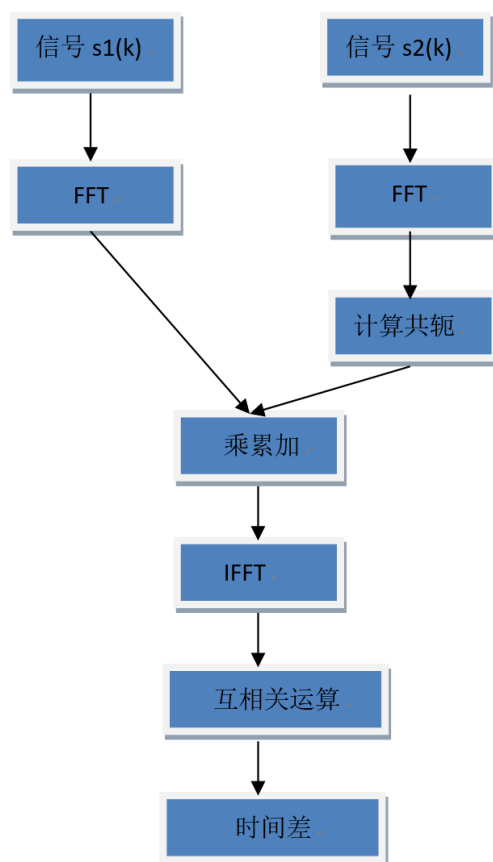 信号 s1(k)
信号 s2(k)
FFT
FFT
计算共轭
乘累加
IFFT
互相关运算
时间差